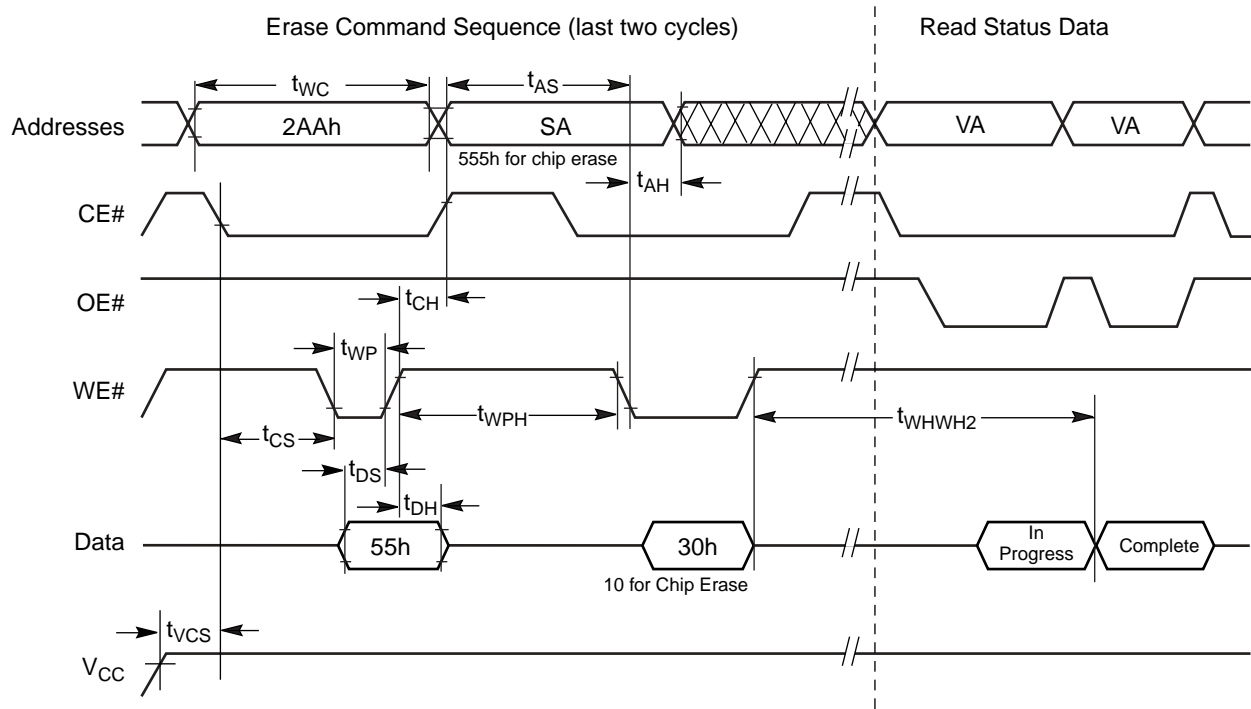 Erase Command Sequence (last two cycles)
Read Status Data
tWC
tAS
Addresses
2AAh
SA
VA
VA
555h for chip erase
tAH
CE#
OE#
tCH
tWP
WE#
tWPH
tWHWH2
tCS
tDS
tDH
Data
55h
30h
In
Progress
Complete
10 for Chip Erase
tVCS
VCC